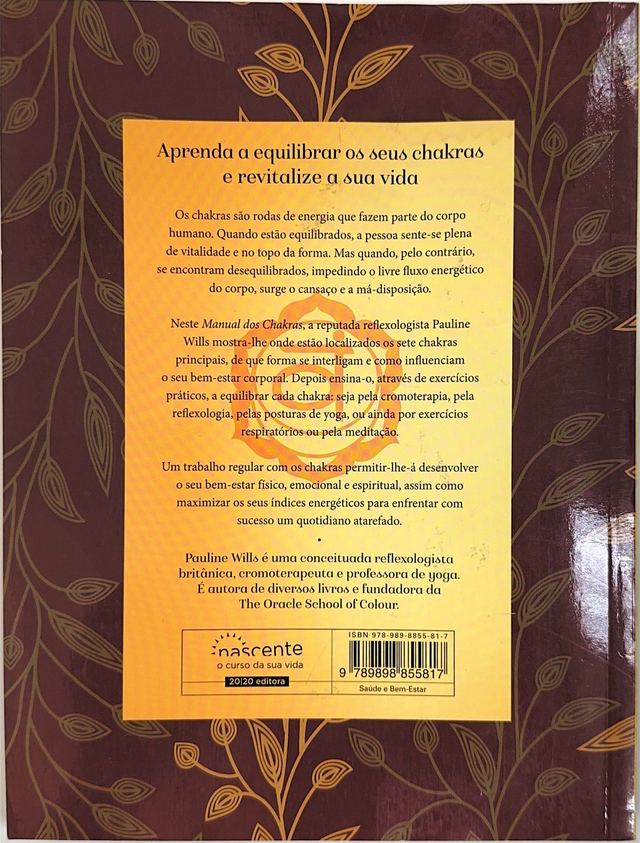 Aprenda a equilibrar os seus chakras
e revitalize a sua vida
Os chakras são rodas de energia que fazem parte do corpo
humano. Quando estão equilibrados, a pessoa sente-se plena
de vitalidade e no topo da forma. Mas quando, pelo contrário,
se encontram desequilibrados, impedindo o livre fluxo energético
do corpo, surge o cansaço e a má-disposição.
Neste Manual dos Chakras, a reputada reflexologista Pauline
Wills mostra-lhe onde estão localizados os sete chakras
principais, de que forma se interligam e como influenciam
o seu bem-estar corporal. Depois ensina-o, através de exercícios
práticos, a equilibrar cada chakra: seja pela cromoterapia, pela
reflexologia, pelas posturas de yoga, ou ainda por exercícios
respiratórios ou pela meditação.
Um trabalho regular com os chakras permitir-lhe-á desenvolver
o seu bem-estar físico, emocional e espiritual, assim como
maximizar os seus índices energéticos para enfrentar com
sucesso um quotidiano atarefado.
•
Pauline Wills é uma conceituada reflexologista
britânica, cromoterapeuta e professora de yoga.
É autora de diversos livros e fundadora da
The Oracle School of Colour.
nascente
o curso da sua vida
20|20 editora
ISBN 978-989-8855-81-7
9 789898 855817
Saúde e Bem-Estar